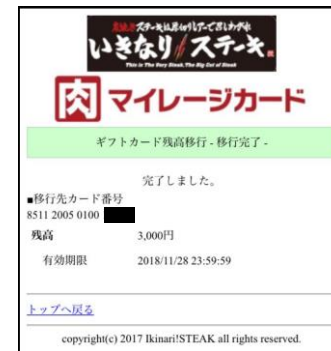 いきなり!ステーキ
This is The Very Steak, The Big Cut of Steak
肉マイレージカード
ギフトカード残高移行 - 移行完了 -
完了しました。
■移行先カード番号
8511 2005 0100
残高 3,000円
有効期限 2018/11/28 23:59:59
トップへ戻る
copyright(c) 2017 Ikinari!STEAK all rights reserved.